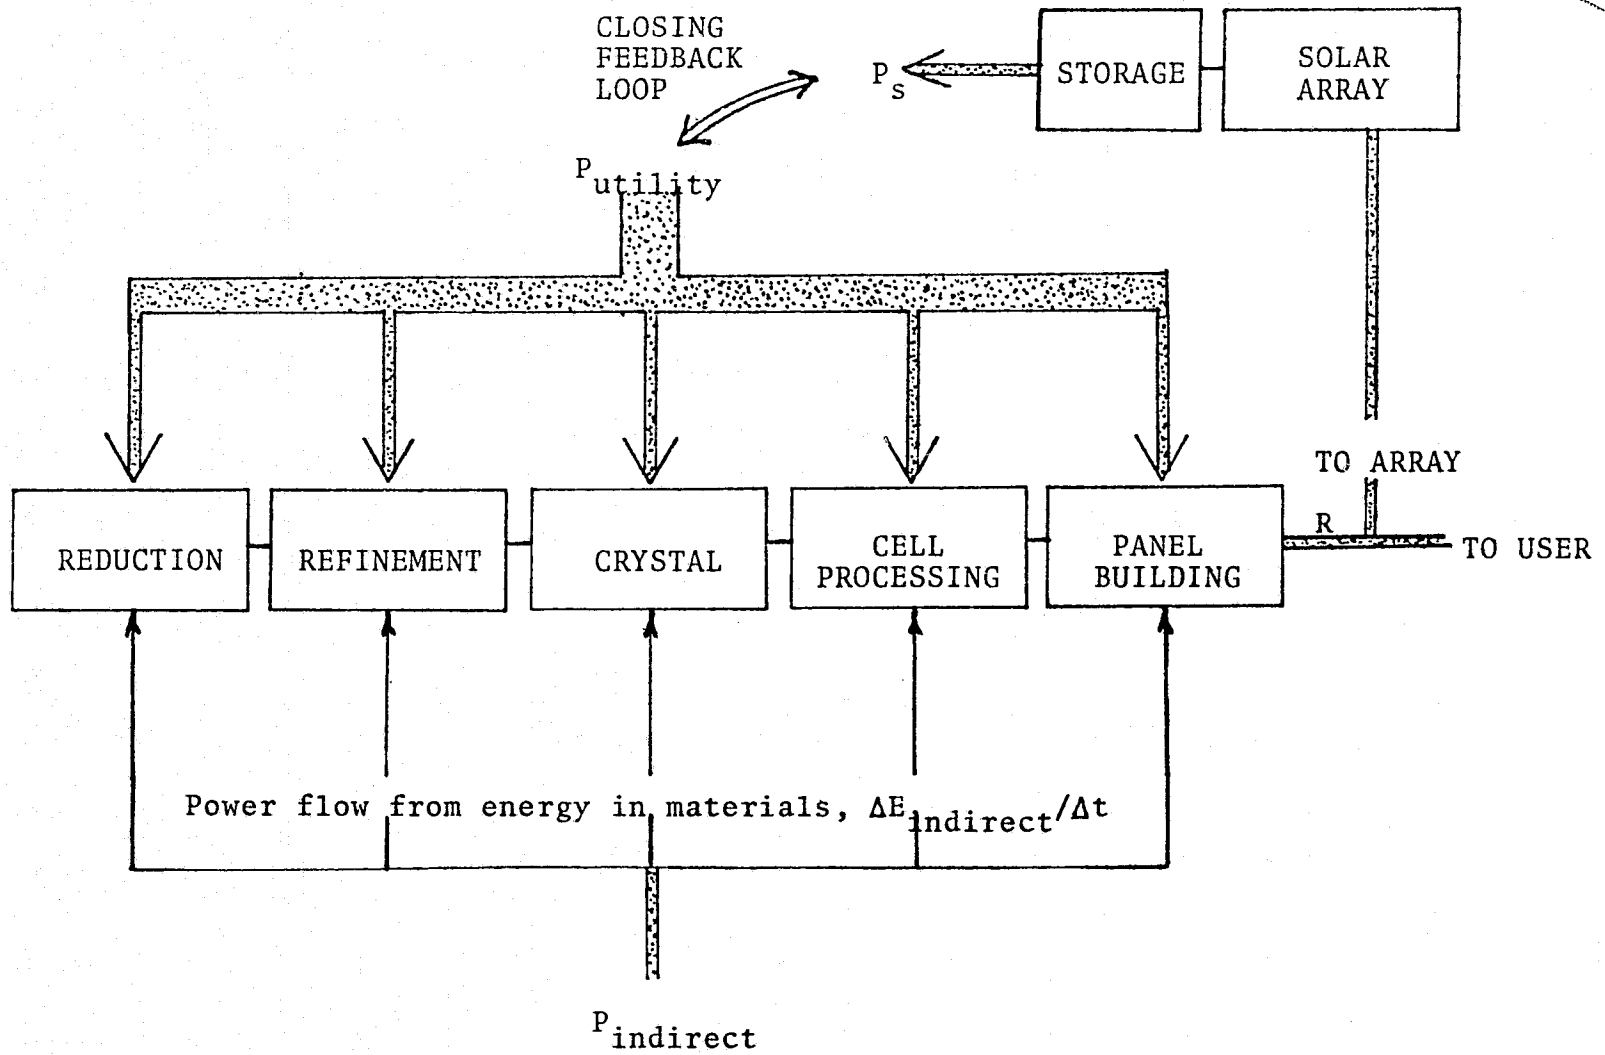 CLOSING
FEEDBACK
LOOP
Ps
STORAGE
SOLAR
ARRAY
Putility
TO ARRAY
R
TO USER
REDUCTION
REFINEMENT
CRYSTAL
CELL
PROCESSING
PANEL
BUILDING
Power flow from energy in materials, ΔEindirect/Δt
Pindirect